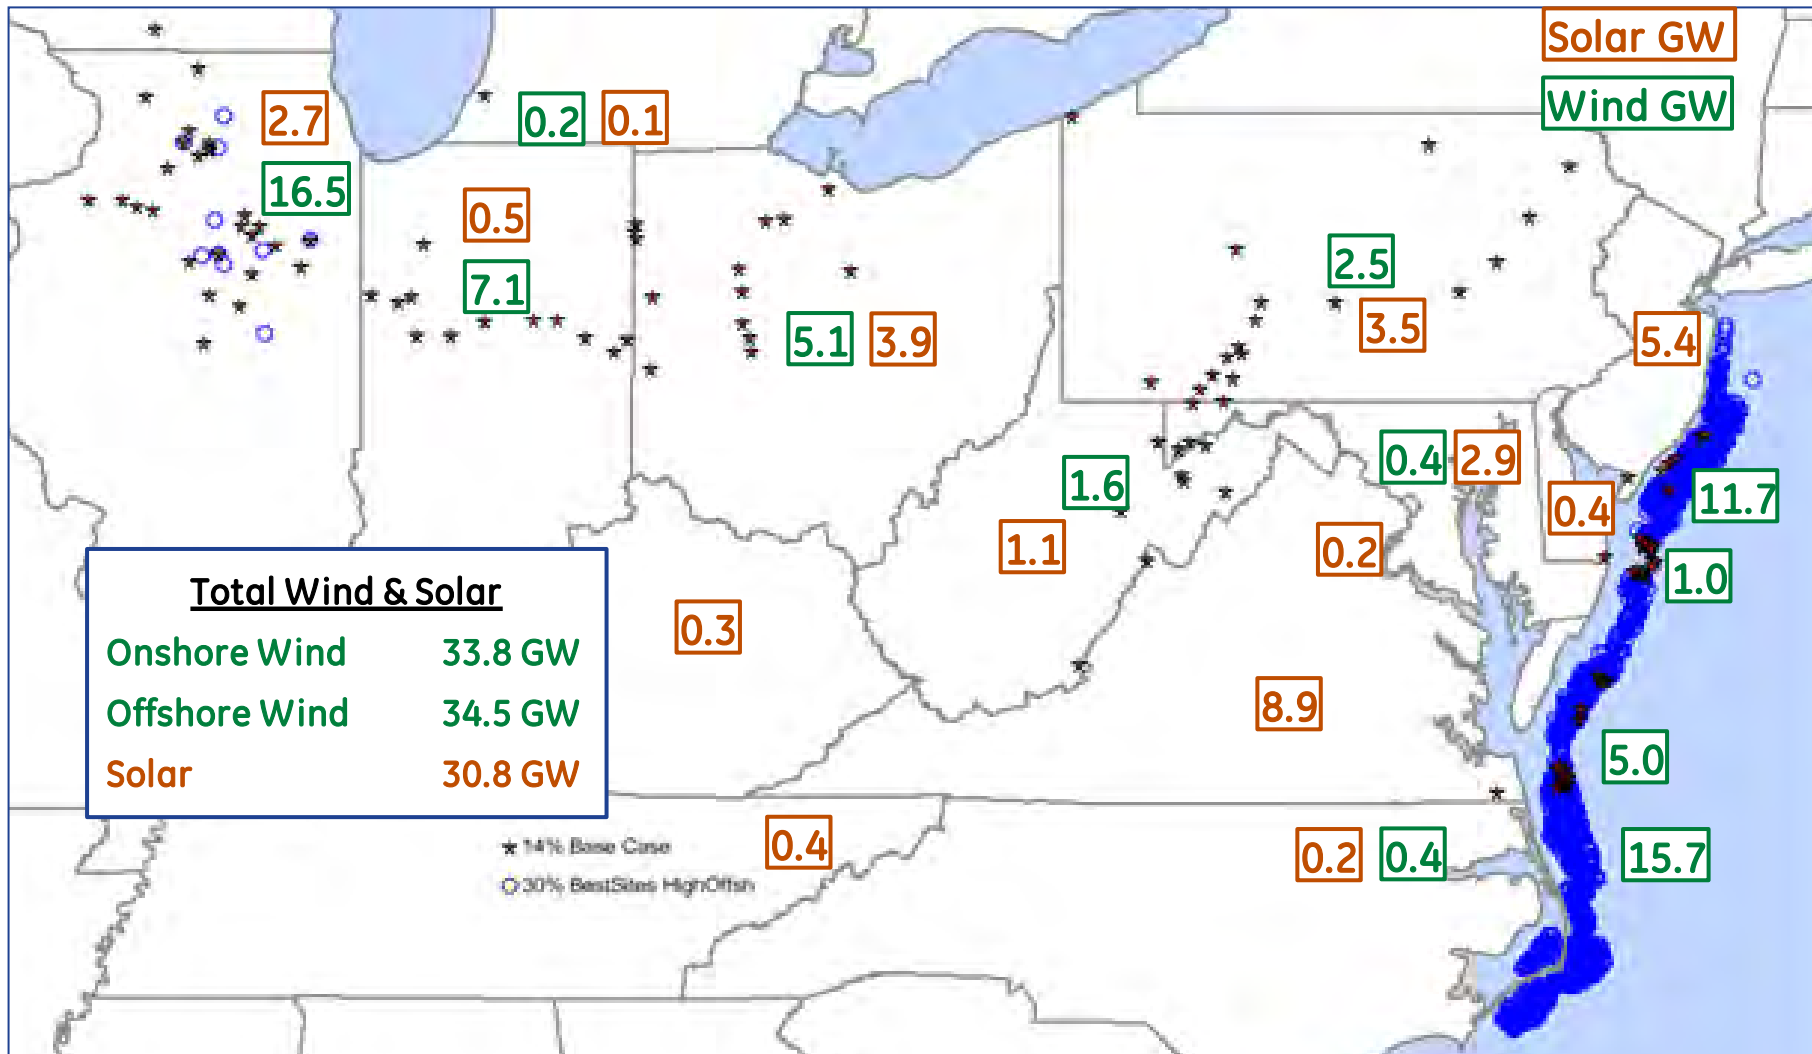 Solar GW
Wind GW
2.7
0.2 0.1
16.5
0.5
7.1
2.5
3.5
5.1 3.9
5.4
1.6
0.4 2.9
11.7
0.4
1.1
0.2
1.0
0.3
8.9
5.0
0.4
0.2 0.4
15.7
Total Wind & Solar
Onshore Wind 33.8 GW
Offshore Wind 34.5 GW
Solar 30.8 GW
14% Base Case
30% BestSites HighOffsh